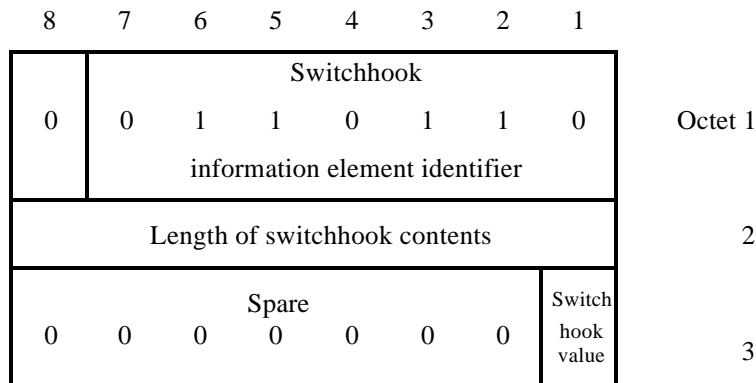 8 7 6 5 4 3 2 1
Switchhook
0 0 1 1 0 1 1 0 Octet 1
information element identifier
Length of switchhook contents 2
Spare Switch
0 0 0 0 0 0 0 hook
value 3